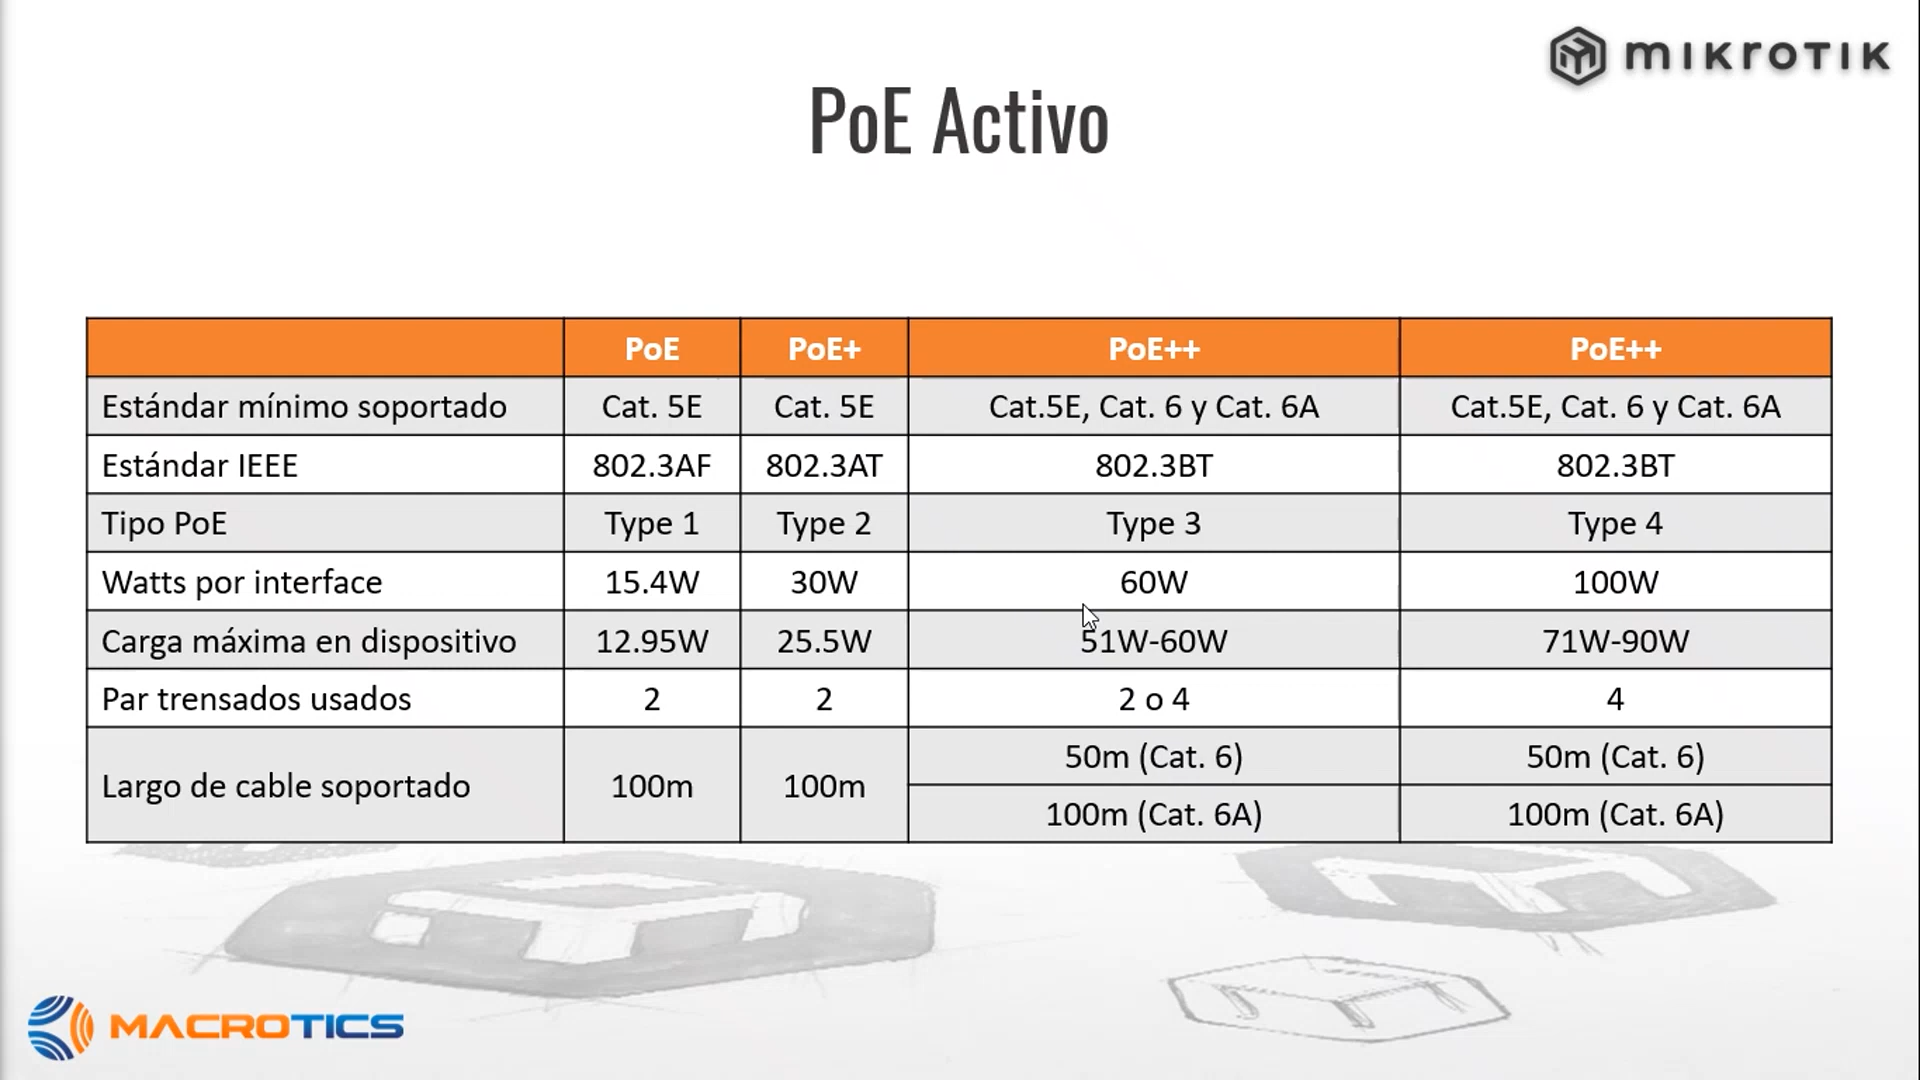 mikrotik
PoE Activo
PoE PoE+ PoE++ PoE++
Estándar mínimo soportado Cat. 5E Cat. 5E Cat.5E, Cat. 6 y Cat. 6A Cat.5E, Cat. 6 y Cat. 6A
Estándar IEEE 802.3AF 802.3AT 802.3BT 802.3BT
Tipo PoE Type 1 Type 2 Type 3 Type 4
Watts por interface 15.4W 30W 60W 100W
Carga máxima en dispositivo 12.95W 25.5W 51W-60W 71W-90W
Par trensados usados 2 2 2 o 4 4
Largo de cable soportado 100m 100m 50m (Cat. 6) 50m (Cat. 6)
100m (Cat. 6A) 100m (Cat. 6A)
MACROTICS